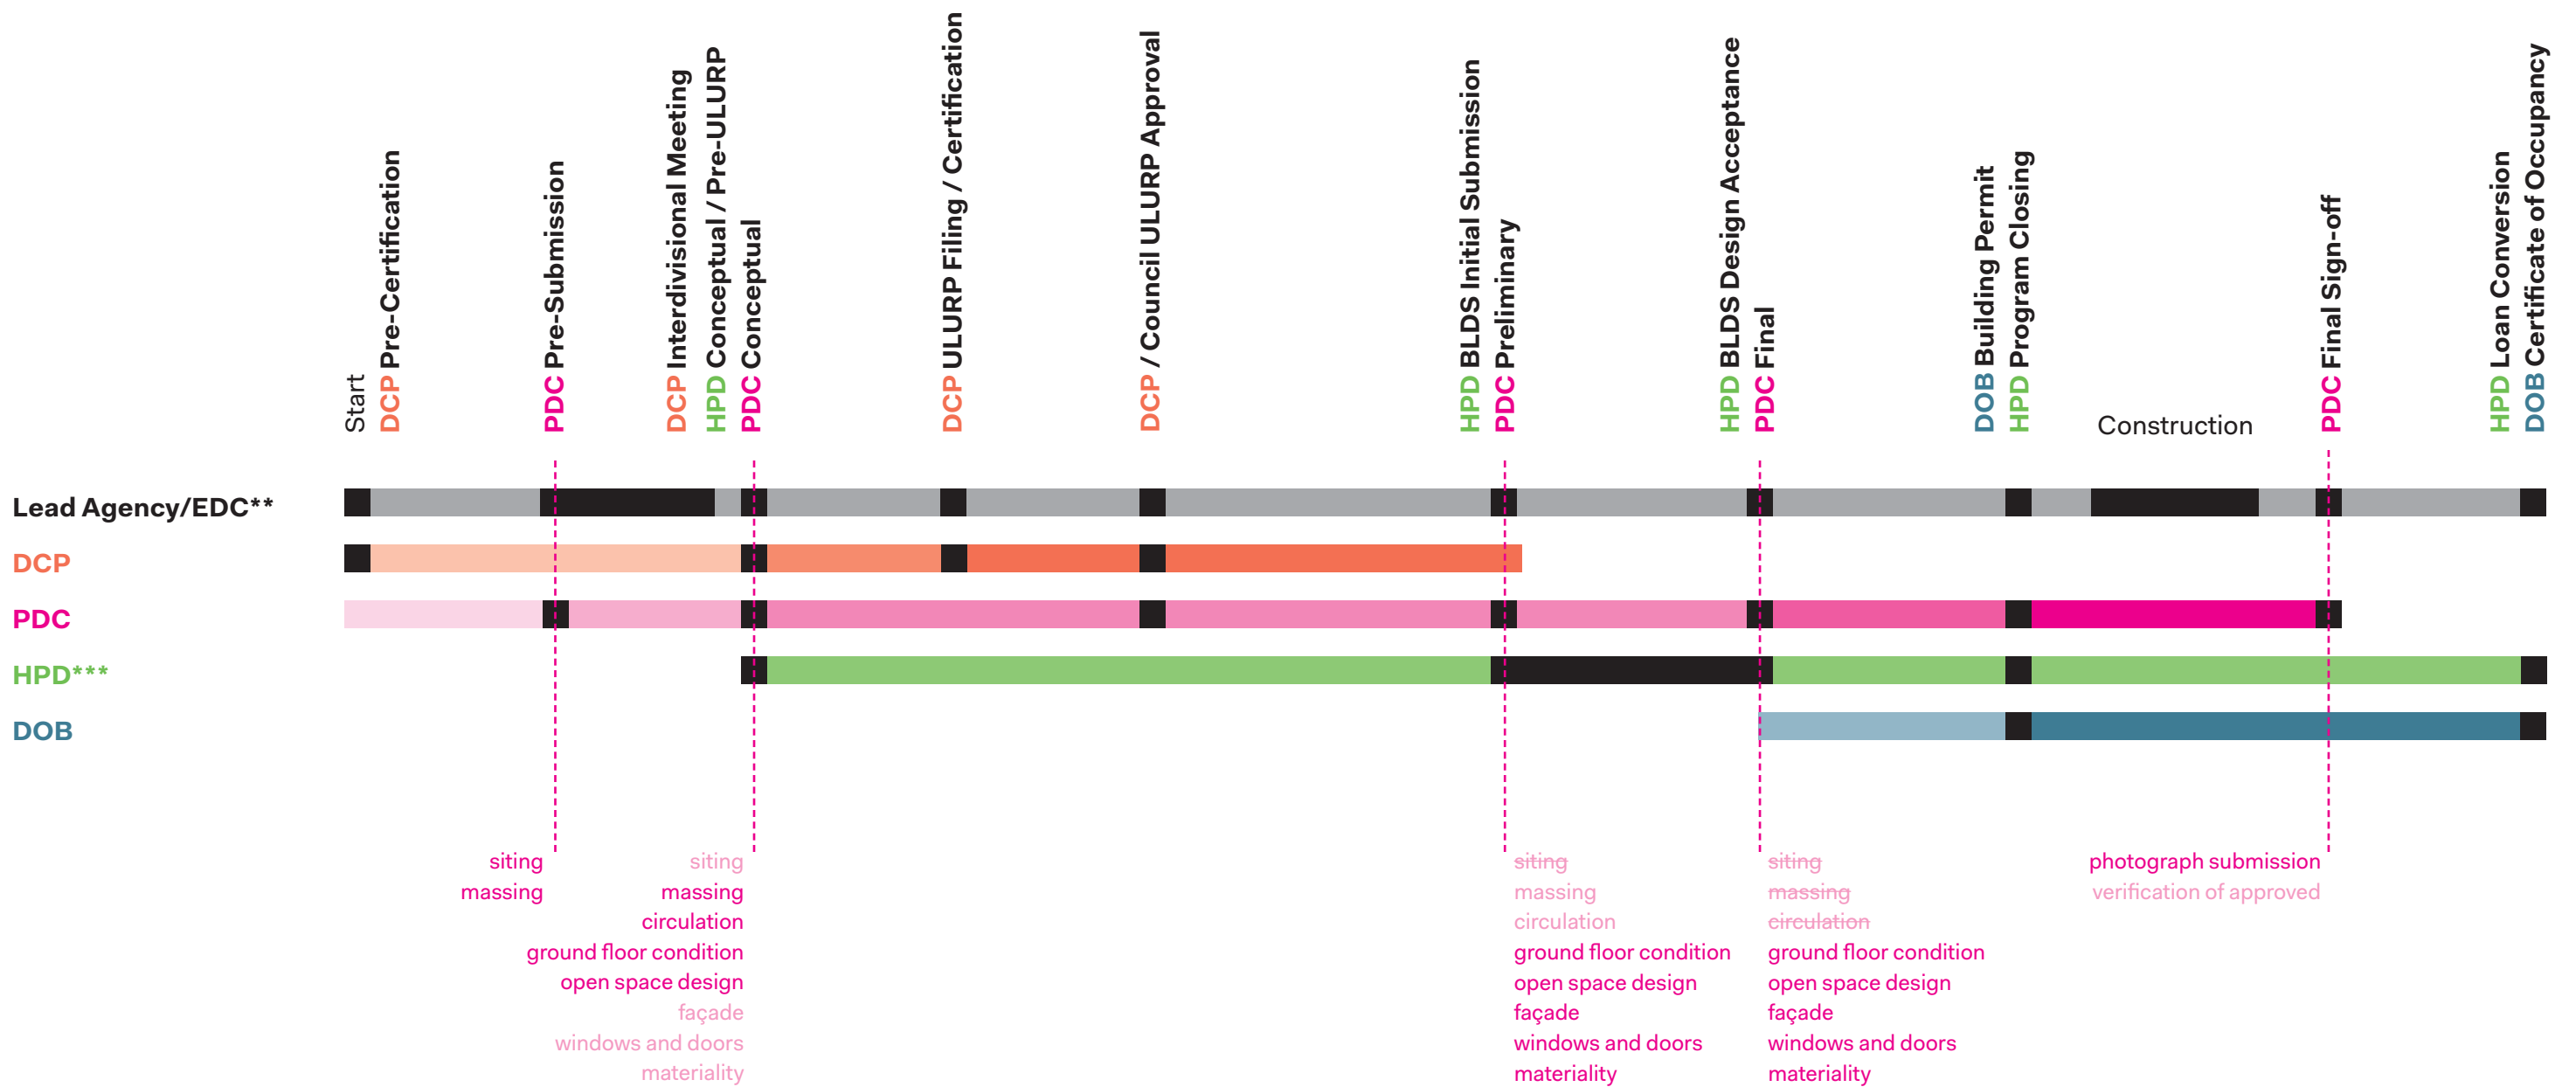 Start
DCP Pre-Certification
PDC Pre-Submission
DCP Interdivisional Meeting
HPD Conceptual / Pre-ULURP
PDC Conceptual
DCP ULURP Filing / Certification
DCP / Council ULURP Approval
HPD BLDS Initial Submission
PDC Preliminary
HPD BLDS Design Acceptance
PDC Final
DOB Building Permit
HPD Program Closing
Construction
PDC Final Sign-off
HPD Loan Conversion
DOB Certificate of Occupancy
Lead Agency/EDC**
DCP
PDC
HPD***
DOB
siting
massing
siting
massing
circulation
ground floor condition
open space design
façade
windows and doors
materiality
siting
massing
circulation
ground floor condition
open space design
façade
windows and doors
materiality
siting
massing
circulation
ground floor condition
open space design
façade
windows and doors
materiality
photograph submission
verification of approved